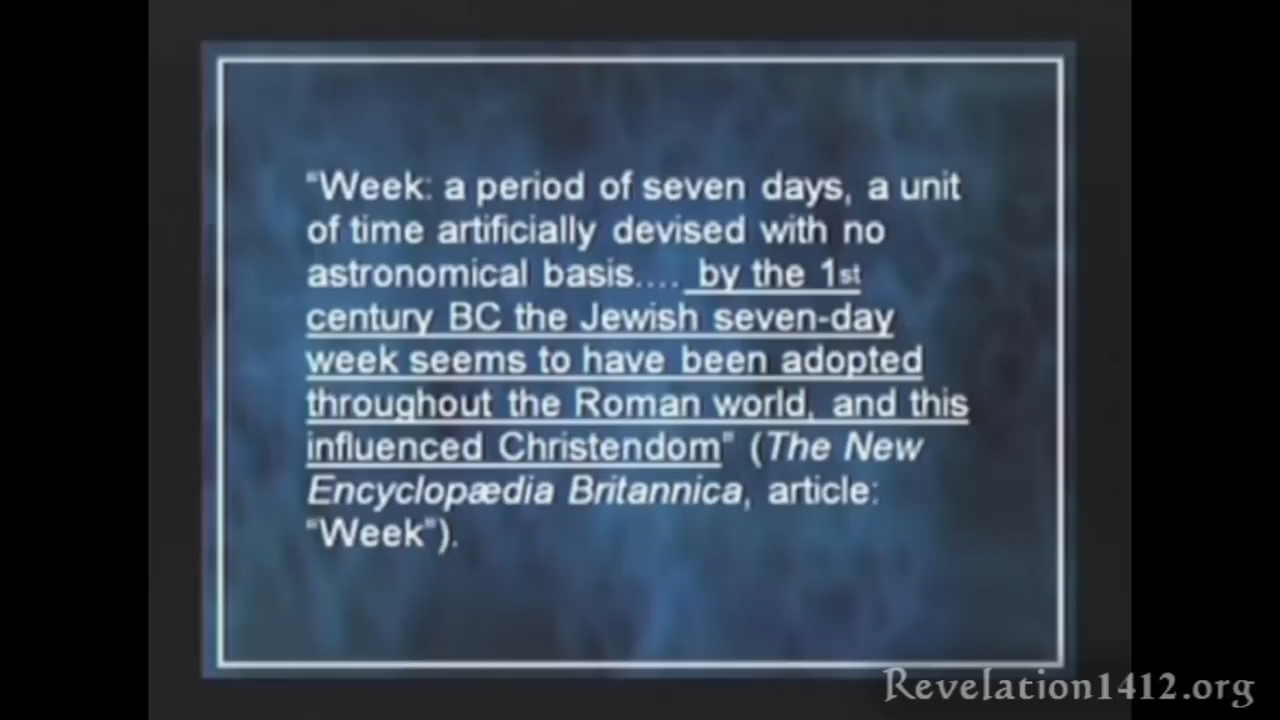 "Week: a period of seven days, a unit
of time artificially devised with no
astronomical basis.... by the 1st
century BC the Jewish seven-day
week seems to have been adopted
throughout the Roman world, and this
influenced Christendom" (The New
Encyclopædia Britannica, article:
"Week").
Revelation1412.org